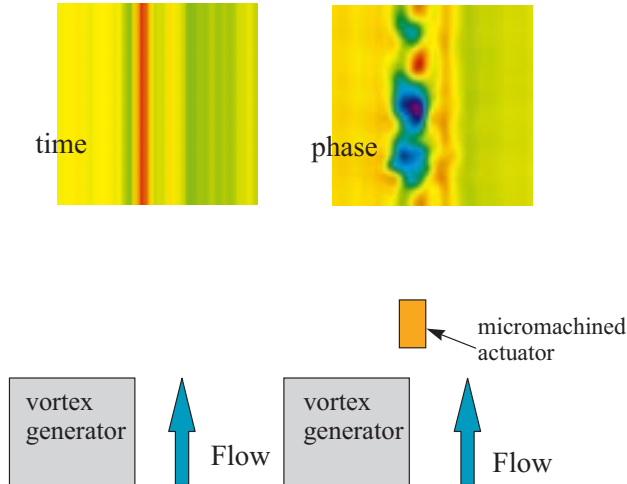 time
phase
micromachined
actuator
vortex
generator
Flow
vortex
generator
Flow